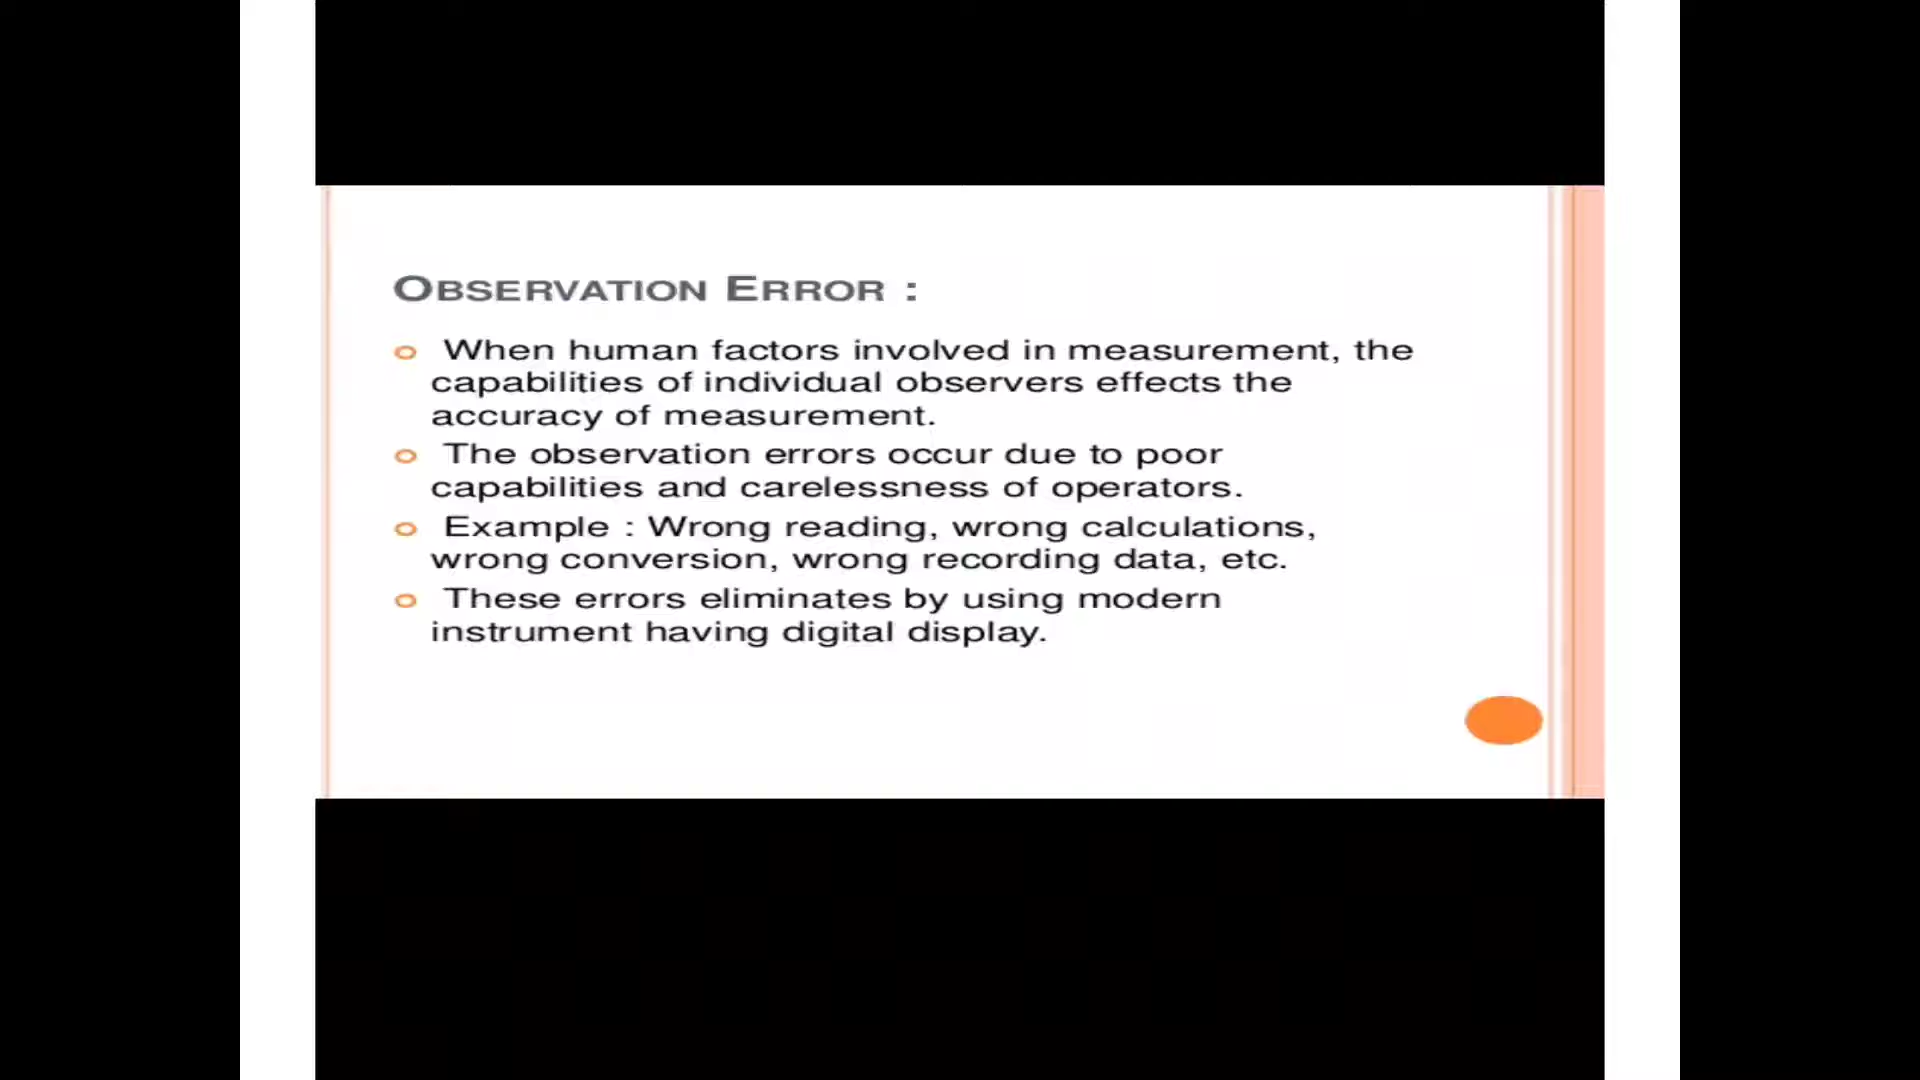 OBSERVATION ERROR :
When human factors involved in measurement, the
capabilities of individual observers effects the
accuracy of measurement.
The observation errors occur due to poor
capabilities and carelessness of operators.
Example : Wrong reading, wrong calculations,
wrong conversion, wrong recording data, etc.
These errors eliminates by using modern
instrument having digital display.